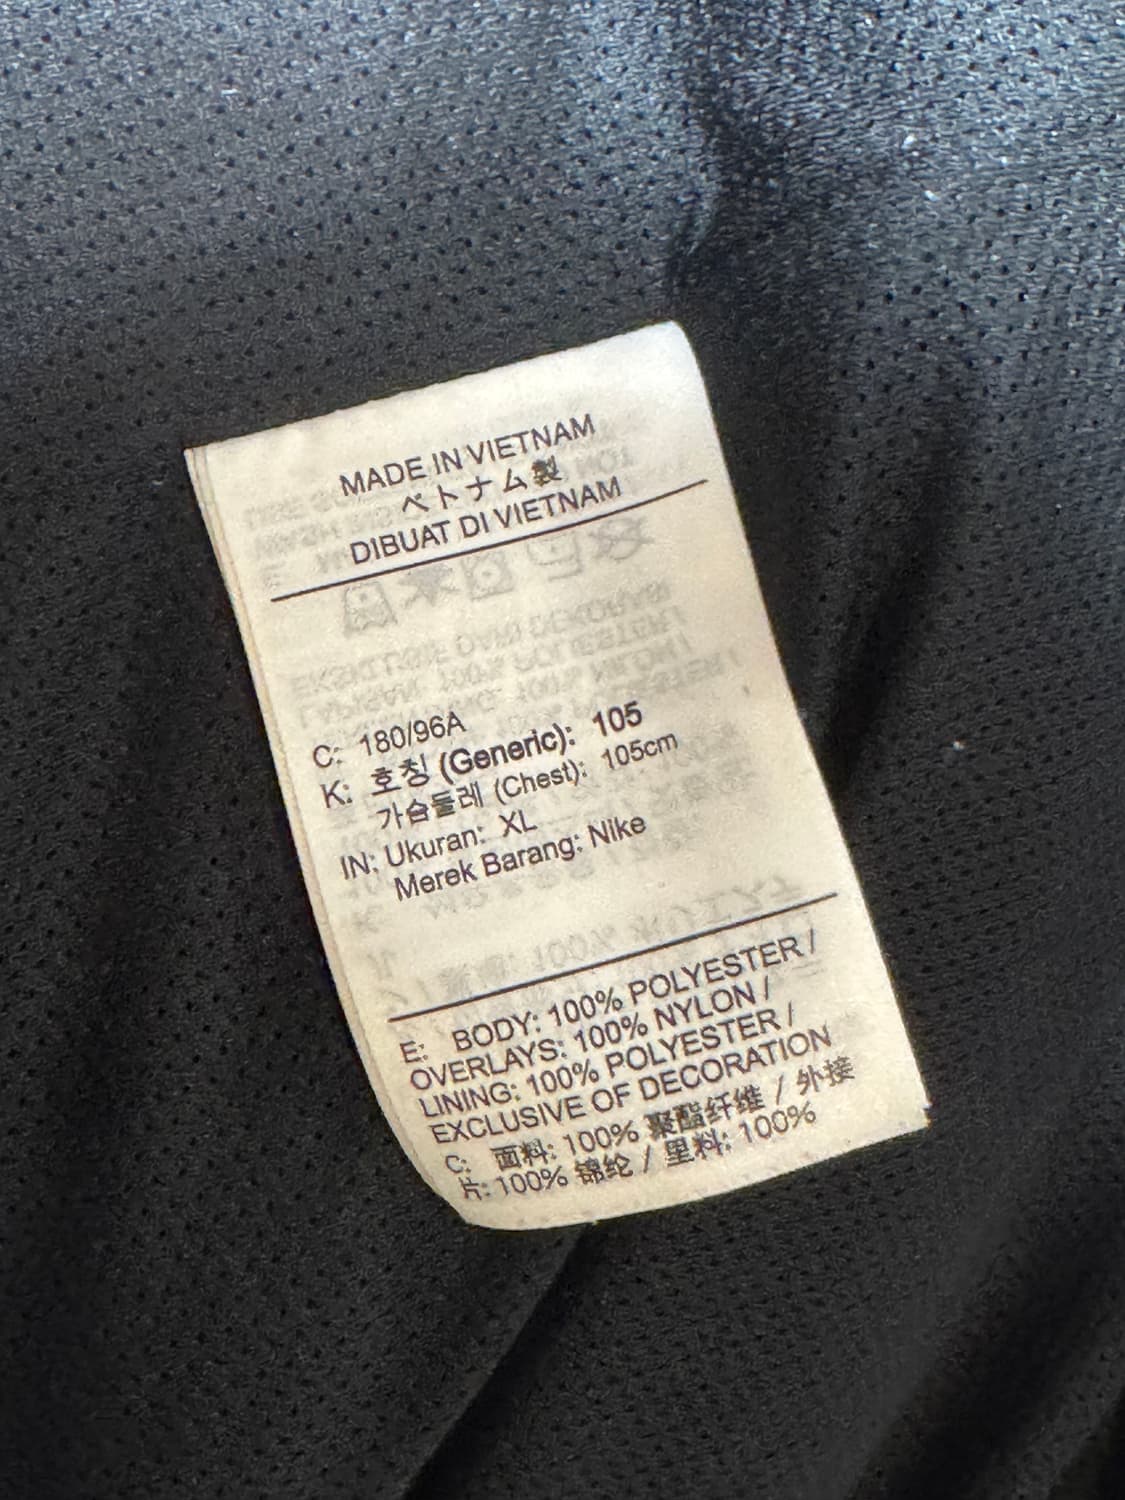 MADE IN VIETNAM
ベトナム製
DIBUAT DI VIETNAM
C: 180/96A
K: 호칭 (Generic): 105
가슴둘레 (Chest): 105cm
IN: Ukuran: XL
Merek Barang: Nike
E: BODY: 100% POLYESTER /
OVERLAYS: 100% NYLON /
LINING: 100% POLYESTER /
EXCLUSIVE OF DECORATION
C: 面料: 100% 聚酯纤维 / 外接
片: 100% 锦纶 / 里料: 100%